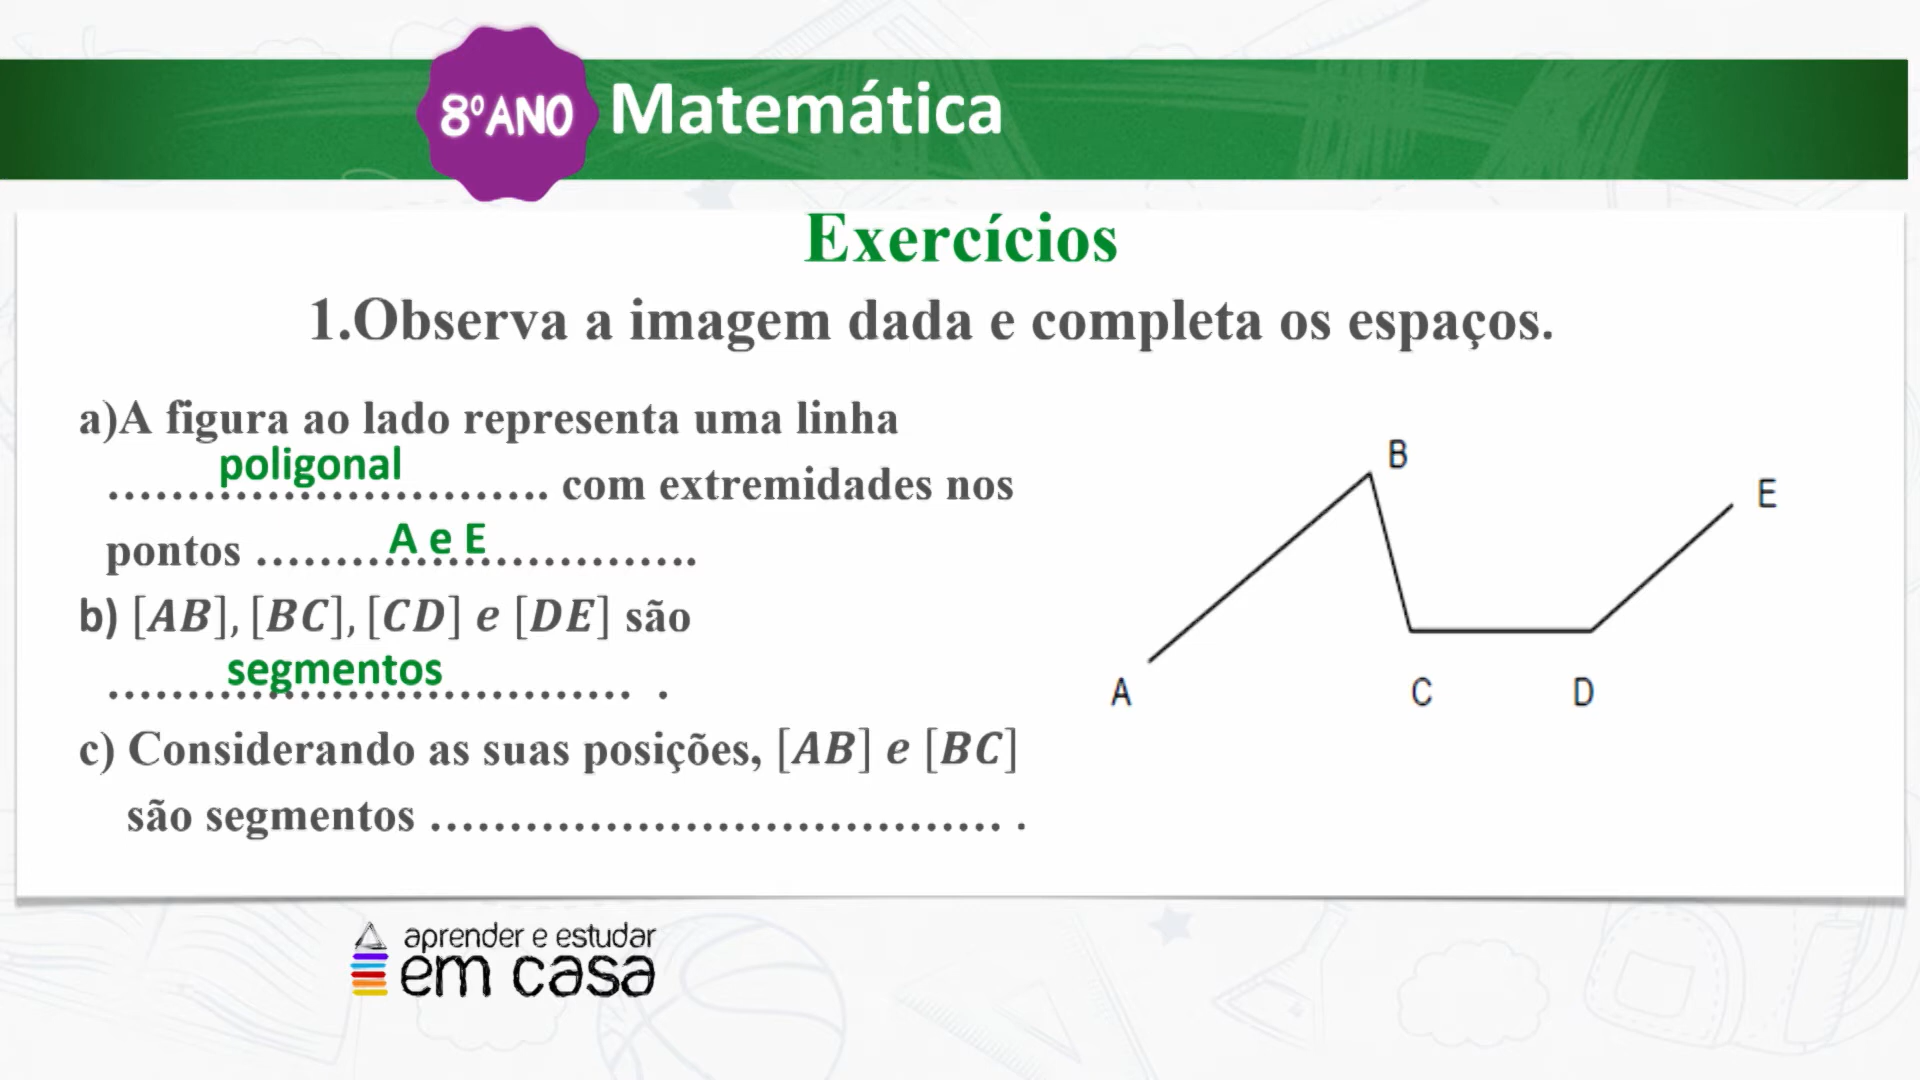 8ºANO
Matemática
Exercícios
1.Observa a imagem dada e completa os espaços.
a)A figura ao lado representa uma linha
poligonal
............................ com extremidades nos
pontos ............................
A e E
b) [AB], [BC], [CD] e [DE] são
segmentos
................................. .
c) Considerando as suas posições, [AB] e [BC]
são segmentos .................................... .
B
E
A
C
D
aprender e estudar
em casa